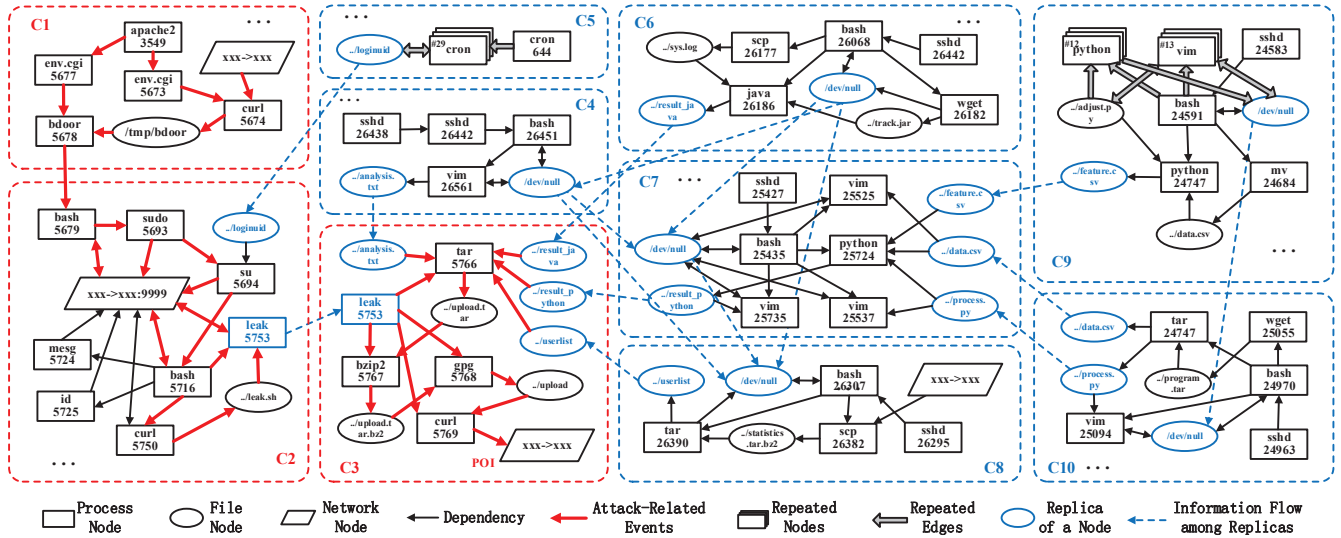 C1
apache2
3549
env.cgi
5677
env.cgi
5673
xxx->xxx
curl
5674
bdoor
5678
/tmp/bdoor
bash
5679
sudo
5693
../loginuid
su
5694
xxx->xxx:9999
leak
5753
mesg
5724
bash
5716
id
5725
../leak.sh
curl
5750
...
C2
...
C5
../loginuid
#29
cron
cron
644
...
C4
sshd
26438
sshd
26442
bash
26451
../analysis.
txt
vim
26561
/dev/null
../analysis.
txt
tar
5766
../result_ja
va
leak
5753
../upload.t
ar
../result_p
ython
../userlist
bzip2
5767
gpg
5768
../upload
../upload.t
ar.bz2
curl
5769
xxx->xxx
C3
POI
C6
...
../sys.log
scp
26177
bash
26068
sshd
26442
../result_ja
va
java
26186
/dev/null
wget
26182
../track.jar
C7
...
sshd
25427
vim
25525
../feature.c
sv
/dev/null
bash
25435
python
25724
../data.csv
../result_p
ython
vim
25735
vim
25537
../process.
py
../userlist
/dev/null
bash
26307
xxx->xxx
tar
26390
../statistics
.tar.bz2
scp
26382
sshd
26295
...
C8
#12
python
#13
vim
sshd
24583
../adjust.p
y
bash
24591
/dev/null
../feature.c
sv
python
24747
mv
24684
../data.csv
...
C9
../data.csv
tar
24747
wget
25055
../process.
py
../program
.tar
bash
24970
vim
25094
/dev/null
sshd
24963
C10
...
Process
Node
File
Node
Network
Node
Dependency
Attack-Related
Events
Repeated
Nodes
Repeated
Edges
Replica
of a Node
Information Flow
among Replicas